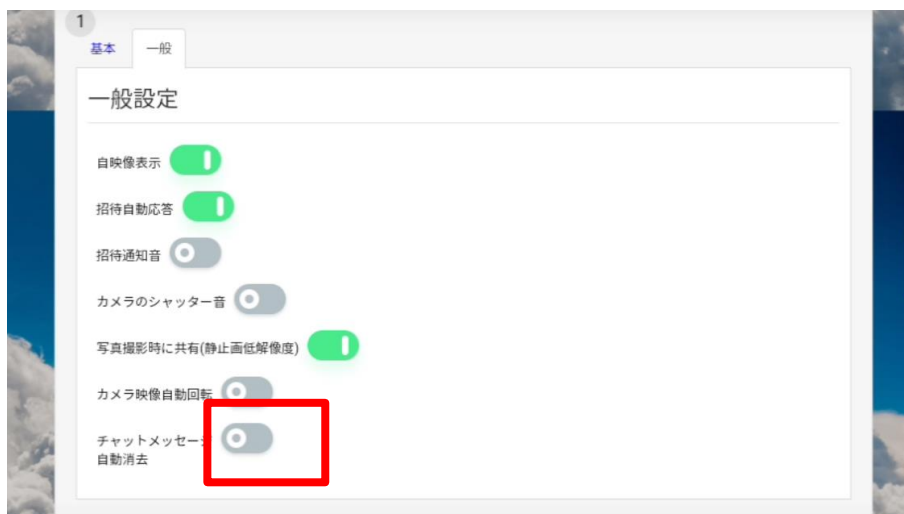 1
基本 一般
一般設定
自映像表示
招待自動応答
招待通知音
カメラのシャッター音
写真撮影時に共有(静止画低解像度)
カメラ映像自動回転
チャットメッセージ
自動消去